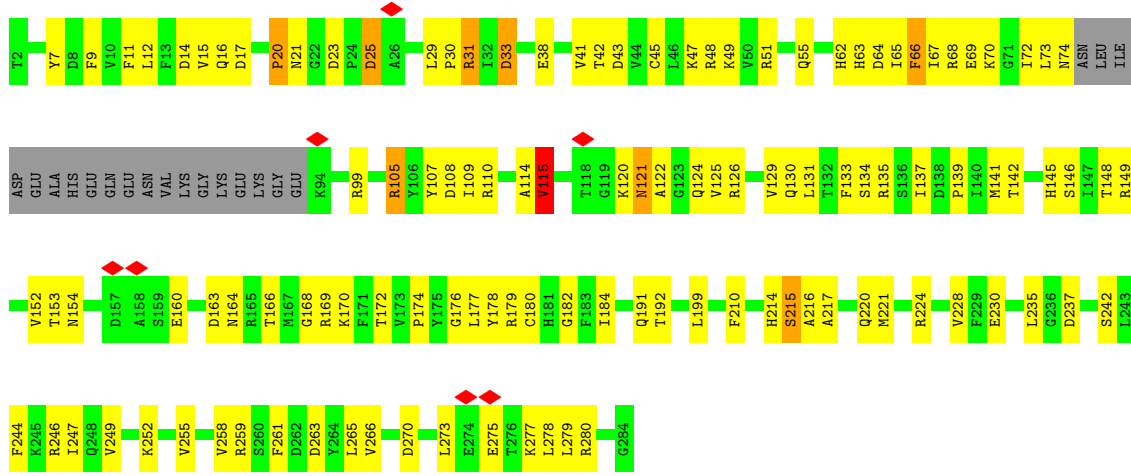 T2 Y7 D8 F9 V10 F11 L12 F13 D14 V15 Q16 D17 P20 N21 G22 D23 P24 D25 A26 L29 P30 R31 I32 D33 E38 V41 T42 D43 V44 C45 L46 K47 R48 K49 V50 R51 Q55 H62 H63 D64 I65 F66 I67 R68 E69 K70 G71 I72 L73 N74 ASN LEU ILE
ASP GLU ALA HIS GLU GLN GLU ASN VAL LYS GLY LYS GLU LYS GLY GLU K94 R99 R105 Y106 Y107 D108 I109 R110 A114 V115 T118 G119 K120 N121 A122 G123 Q124 V125 R126 V129 Q130 L131 T132 F133 S134 R135 S136 I137 D138 P139 I140 M141 T142 H145 S146 I147 T148 R149
V152 T153 N154 D157 A158 S159 E160 D163 N164 R165 T166 M167 G168 R169 K170 F171 T172 V173 P174 Y175 G176 L177 Y178 R179 C180 H181 G182 F183 I184 Q191 T192 L199 F210 H214 S215 A216 A217 Q220 M221 R224 V228 F229 E230 L235 G236 D237 S242 L243
F244 K245 R246 I247 Q248 V249 K252 V255 V258 R259 S260 F261 D262 D263 Y264 L265 V266 D270 L273 E274 E275 T276 K277 L278 L279 R280 G284